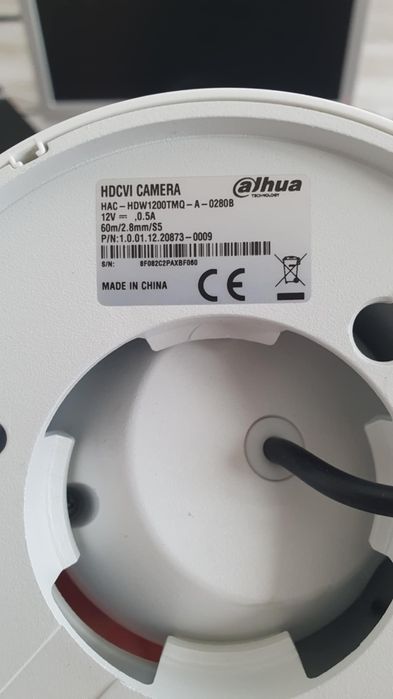 HDCVI CAMERA
alhua
TECHNOLOGY
HAC-HDW1200TMQ-A-0280B
12V ⎓ ,0.5A
60m/2.8mm/S5
P/N:1.0.01.12.20873-0009
S/N: 8F082C2PAXBF060
MADE IN CHINA
CE